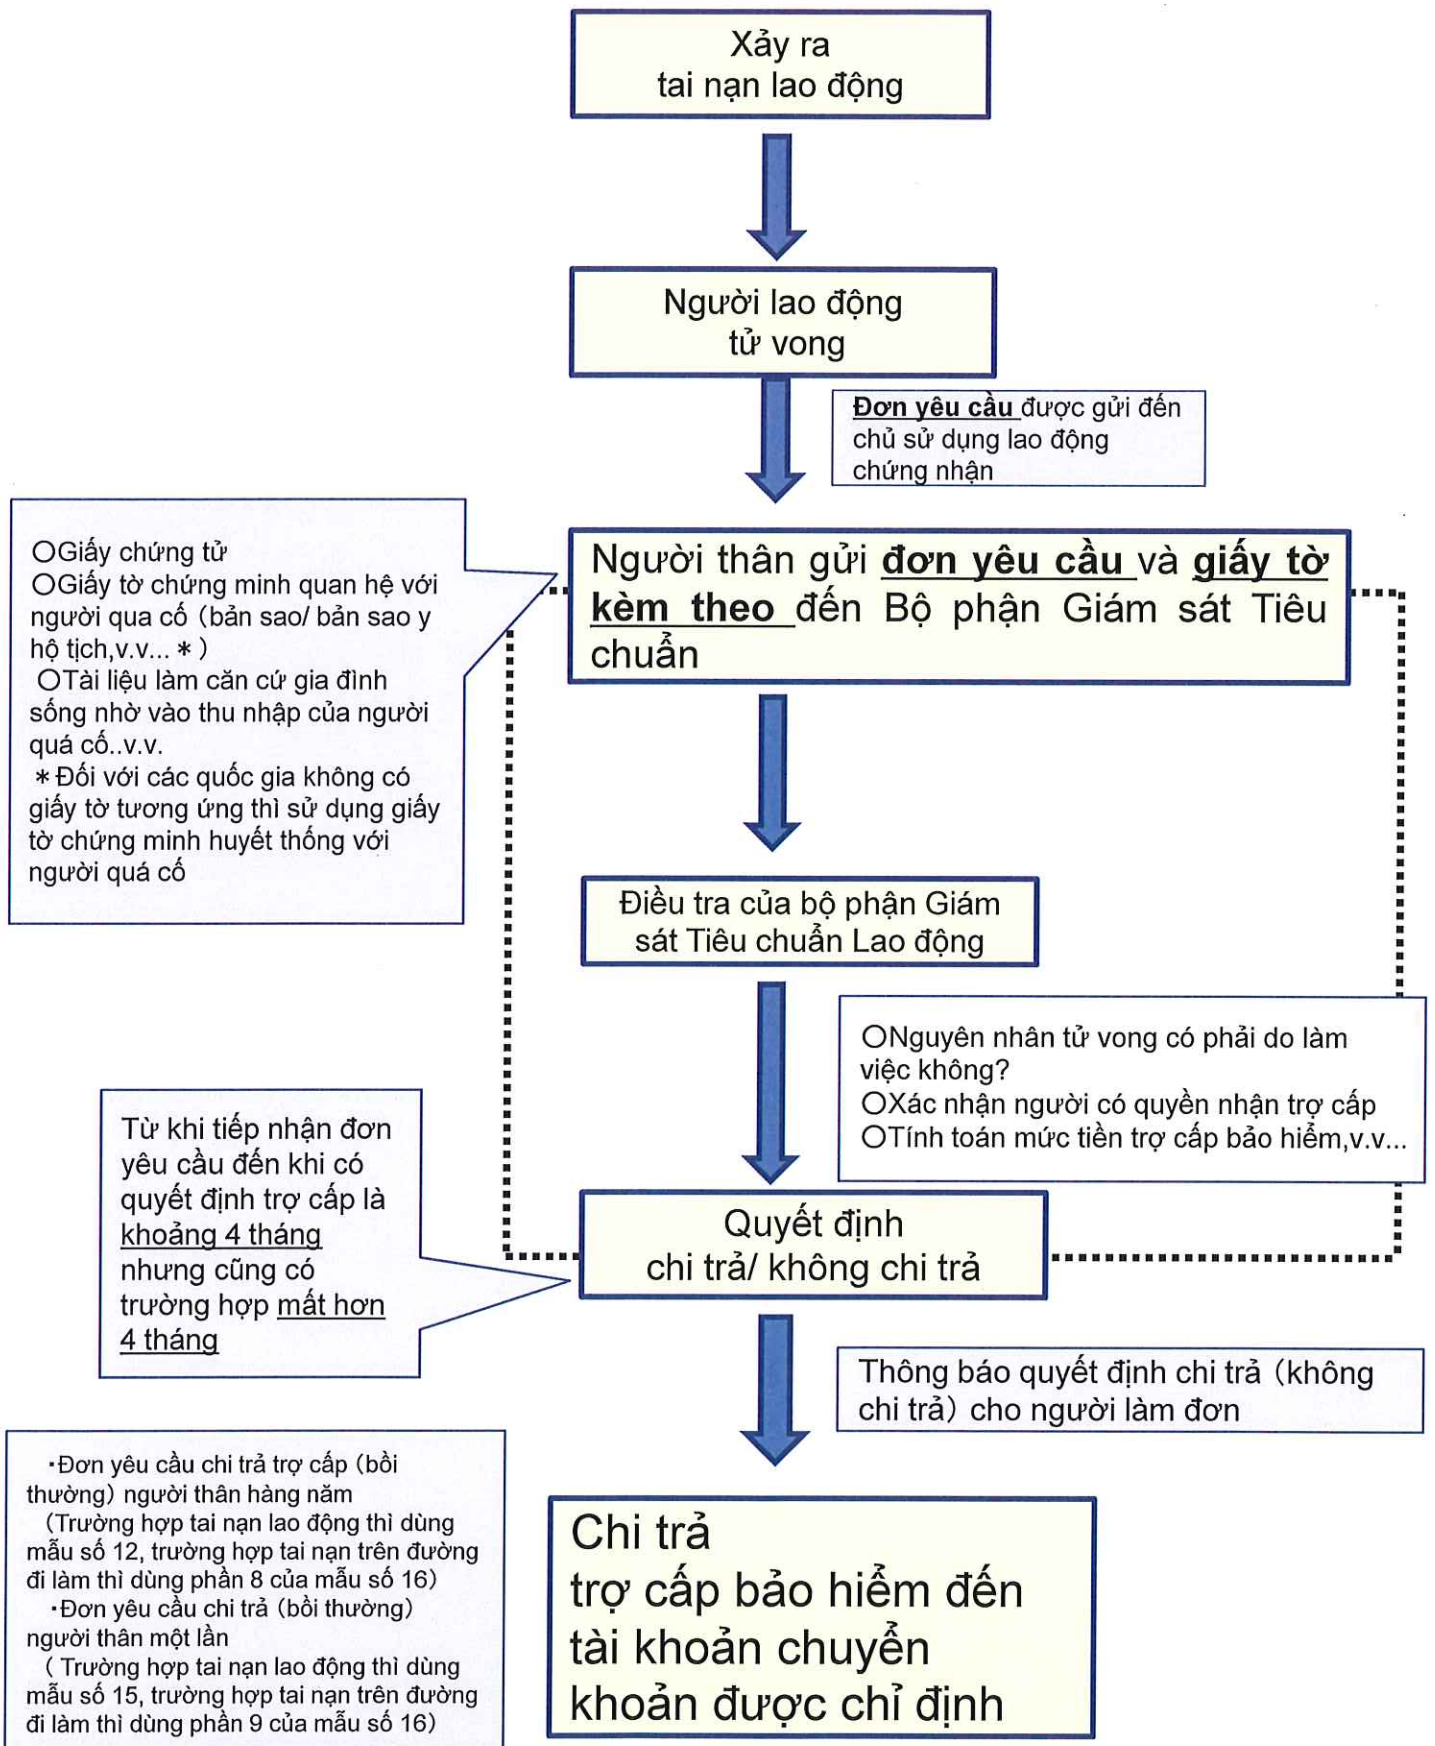 Xảy ra
tai nạn lao động
Người lao động
tử vong
Đơn yêu cầu được gửi đến
chủ sử dụng lao động
chứng nhận
○Giấy chứng tử
○Giấy tờ chứng minh quan hệ với
người qua cố (bản sao/ bản sao y
hộ tịch,v.v... *)
○Tài liệu làm căn cứ gia đình
sống nhờ vào thu nhập của người
quá cố..v.v.
*Đối với các quốc gia không có
giấy tờ tương ứng thì sử dụng giấy
tờ chứng minh huyết thống với
người quá cố
Người thân gửi đơn yêu cầu và giấy tờ
kèm theo đến Bộ phận Giám sát Tiêu
chuẩn
Điều tra của bộ phận Giám
sát Tiêu chuẩn Lao động
○Nguyên nhân tử vong có phải do làm
việc không?
○Xác nhận người có quyền nhận trợ cấp
○Tính toán mức tiền trợ cấp bảo hiểm,v.v...
Từ khi tiếp nhận đơn
yêu cầu đến khi có
quyết định trợ cấp là
khoảng 4 tháng
nhưng cũng có
trường hợp mất hơn
4 tháng
Quyết định
chi trả/ không chi trả
Thông báo quyết định chi trả (không
chi trả) cho người làm đơn
・Đơn yêu cầu chi trả trợ cấp (bồi
thường) người thân hàng năm
(Trường hợp tai nạn lao động thì dùng
mẫu số 12, trường hợp tai nạn trên đường
đi làm thì dùng phần 8 của mẫu số 16)
・Đơn yêu cầu chi trả (bồi thường)
người thân một lần
( Trường hợp tai nạn lao động thì dùng
mẫu số 15, trường hợp tai nạn trên đường
đi làm thì dùng phần 9 của mẫu số 16)
Chi trả
trợ cấp bảo hiểm đến
tài khoản chuyển
khoản được chỉ định